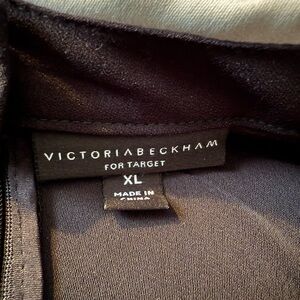 VICTORIABECKHAM
FOR TARGET
XL
MADE IN
CHINA